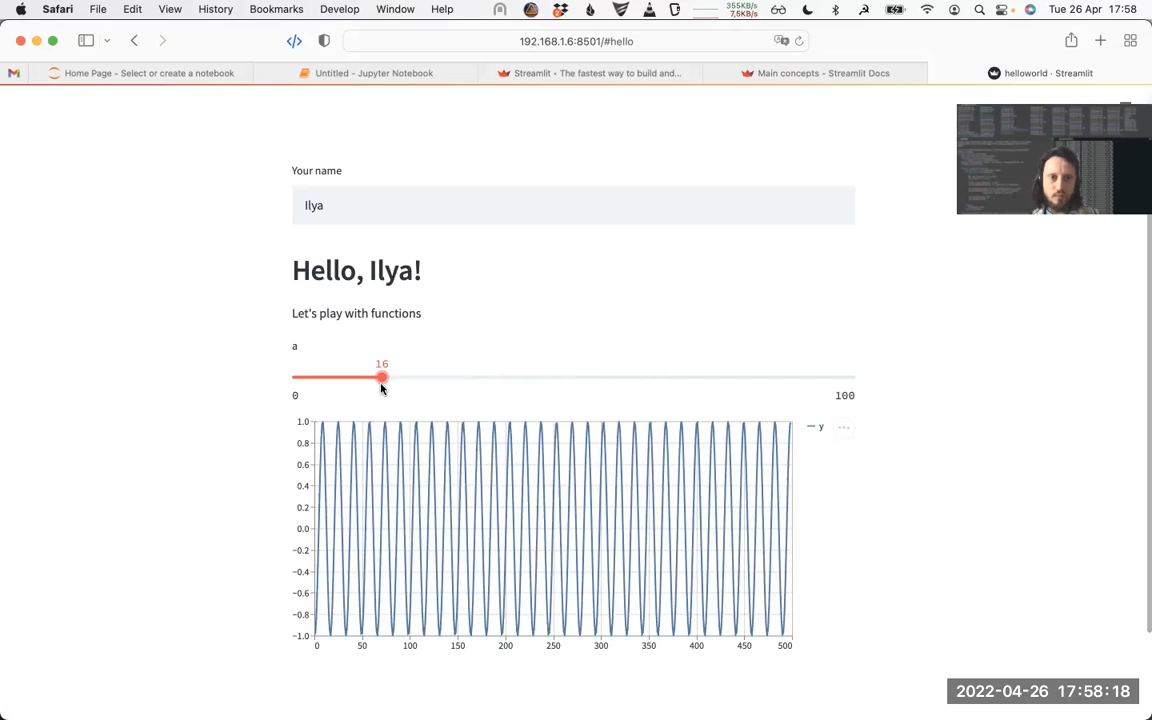 Safari File Edit View History Bookmarks Develop Window Help 355KB/s 7,5KB/s Tue 26 Apr 17:58
192.168.1.6:8501/#hello
Home Page - Select or create a notebook Untitled - Jupyter Notebook Streamlit • The fastest way to build and... Main concepts - Streamlit Docs helloworld · Streamlit
Your name
Ilya
Hello, Ilya!
Let's play with functions
a
16
0 100
1.0
0.8
0.6
0.4
0.2
0.0
−0.2
−0.4
−0.6
−0.8
−1.0
0 50 100 150 200 250 300 350 400 450 500
y
2022-04-26 17:58:18